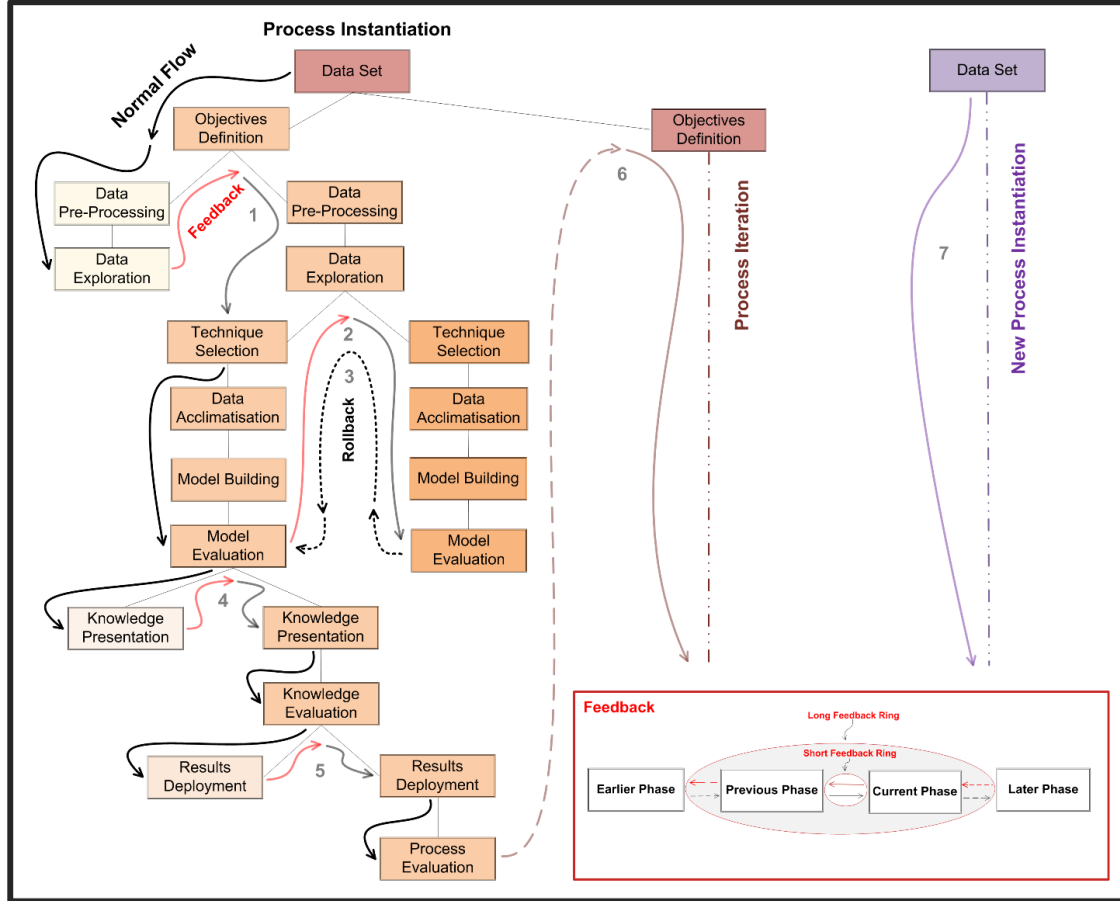 Process Instantiation
Normal Flow
Data Set
Data Set
Objectives
Definition
Objectives
Definition
Data
Pre-Processing
Feedback
1
Data
Pre-Processing
6
Process Iteration
7
New Process Instantiation
Data
Exploration
Data
Exploration
Technique
Selection
2
Technique
Selection
3
Rollback
Data
Acclimatisation
Data
Acclimatisation
Model Building
Model Building
Model
Evaluation
Model
Evaluation
4
Knowledge
Presentation
Knowledge
Presentation
Knowledge
Evaluation
Results
Deployment
5
Results
Deployment
Process
Evaluation
Feedback
Long Feedback Ring
Short Feedback Ring
Earlier Phase
Previous Phase
Current Phase
Later Phase